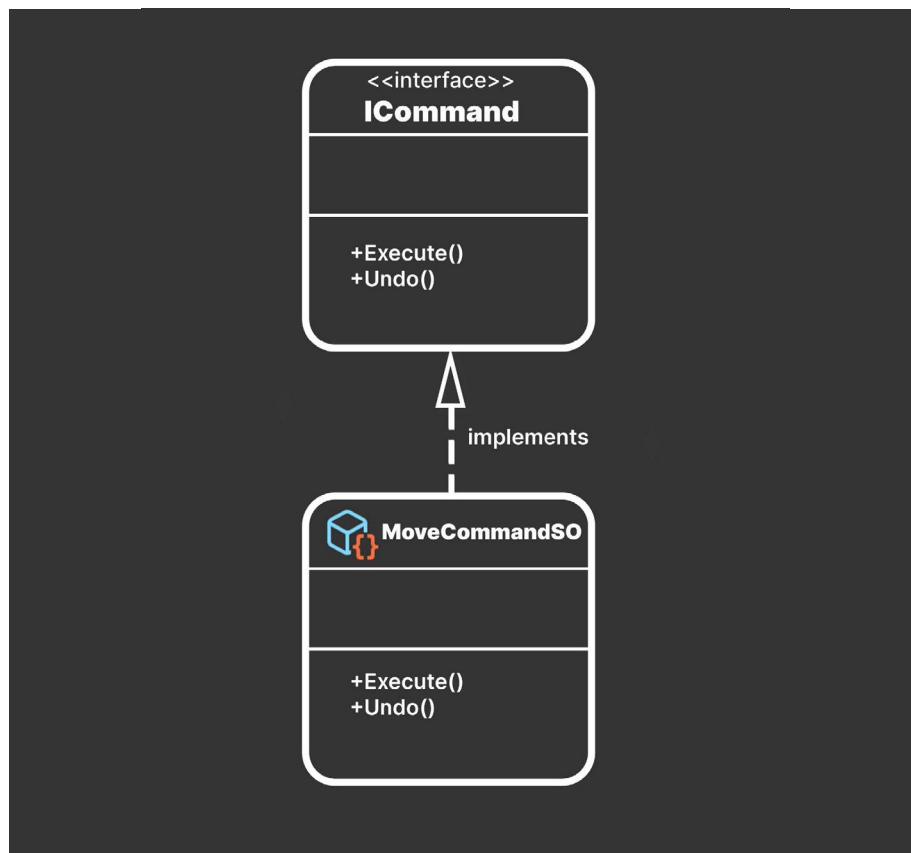 <<interface>>
ICommand
+Execute()
+Undo()
implements
{} MoveCommandSO
+Execute()
+Undo()